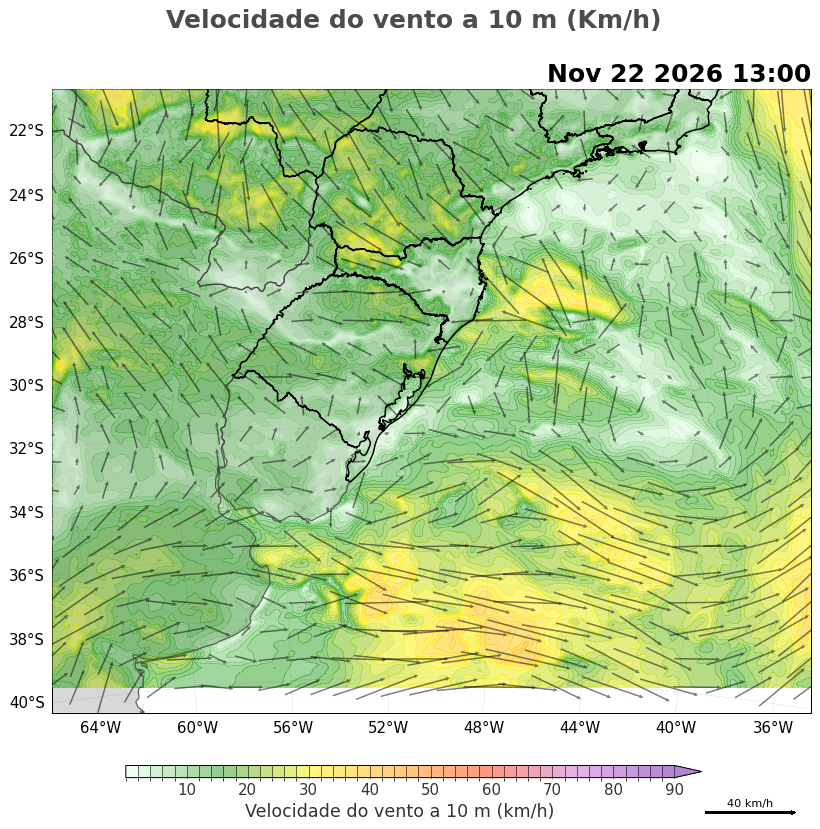 Velocidade do vento a 10 m (Km/h)
Nov 22 2026 13:00
22°S
24°S
26°S
28°S
30°S
32°S
34°S
36°S
38°S
40°S
64°W 60°W 56°W 52°W 48°W 44°W 40°W 36°W
10 20 30 40 50 60 70 80 90
Velocidade do vento a 10 m (km/h)
40 km/h